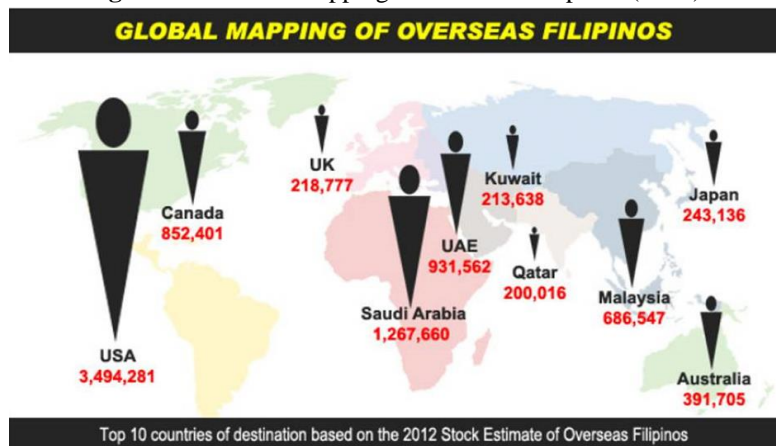 GLOBAL MAPPING OF OVERSEAS FILIPINOS
USA
3,494,281
Canada
852,401
UK
218,777
Saudi Arabia
1,267,660
UAE
931,562
Kuwait
213,638
Qatar
200,016
Malaysia
686,547
Japan
243,136
Australia
391,705
Top 10 countries of destination based on the 2012 Stock Estimate of Overseas Filipinos